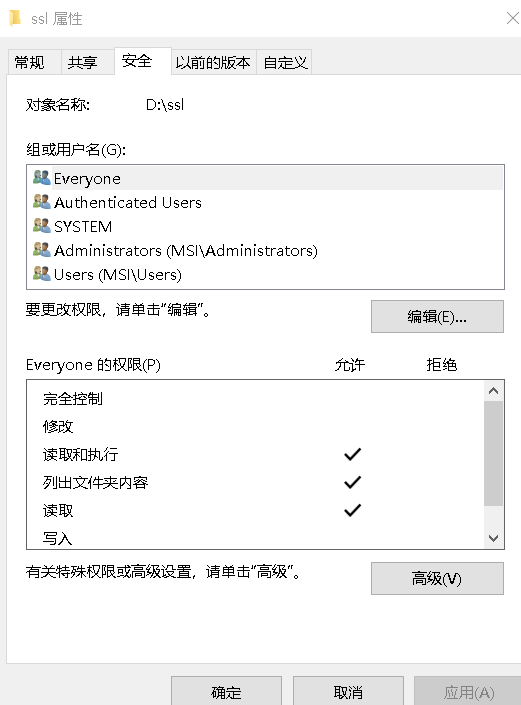 ssl 属性
常规 共享 安全 以前的版本 自定义
对象名称: D:\ssl
组或用户名(G):
Everyone
Authenticated Users
SYSTEM
Administrators (MSI\Administrators)
Users (MSI\Users)
要更改权限，请单击"编辑"。
编辑(E)...
Everyone 的权限(P) 允许 拒绝
完全控制
修改
读取和执行
列出文件夹内容
读取
写入
有关特殊权限或高级设置，请单击"高级"。
高级(V)
确定 取消 应用(A)